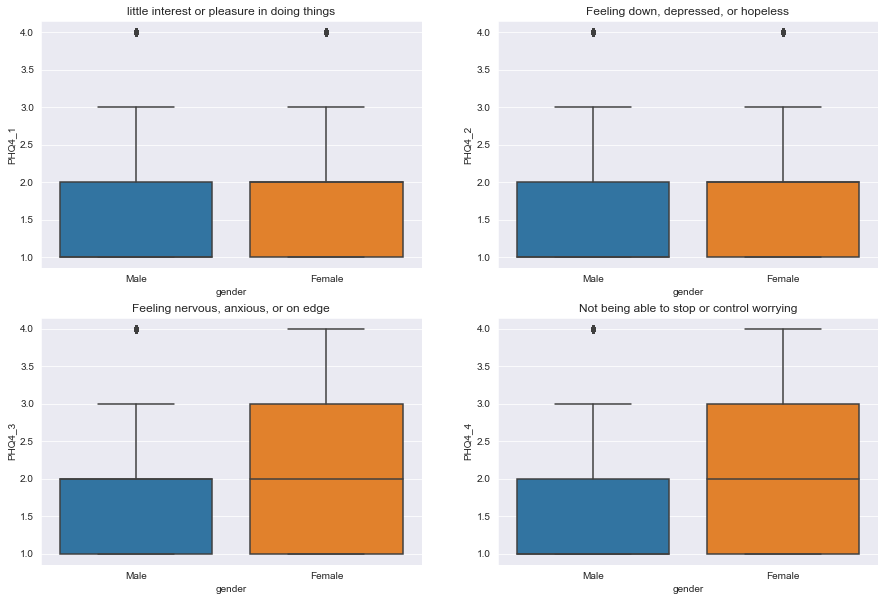 little interest or pleasure in doing things
4.0
3.5
3.0
2.5
2.0
1.5
1.0
PHQ4_1
Male
Female
gender
Feeling down, depressed, or hopeless
4.0
3.5
3.0
2.5
2.0
1.5
1.0
PHQ4_2
Male
Female
gender
Feeling nervous, anxious, or on edge
4.0
3.5
3.0
2.5
2.0
1.5
1.0
PHQ4_3
Male
Female
gender
Not being able to stop or control worrying
4.0
3.5
3.0
2.5
2.0
1.5
1.0
PHQ4_4
Male
Female
gender